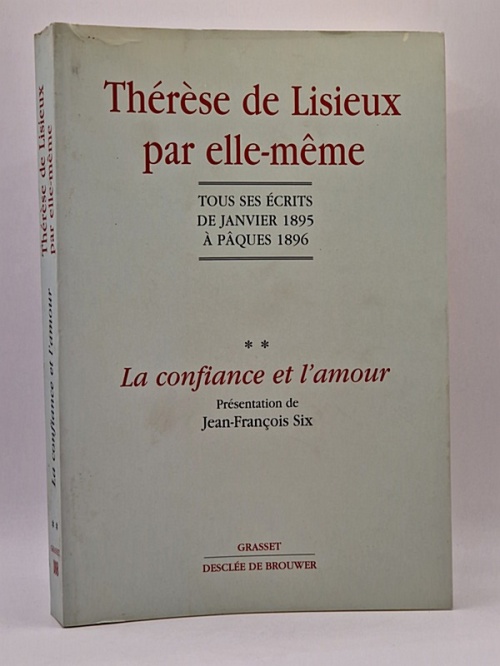 Thérèse de Lisieux
par elle-même
TOUS SES ÉCRITS
DE JANVIER 1895
À PÂQUES 1896
* *
La confiance et l'amour
Présentation de
Jean-François Six
GRASSET
DESCLÉE DE BROUWER
Thérèse de Lisieux
par elle-même
La confiance et l'amour